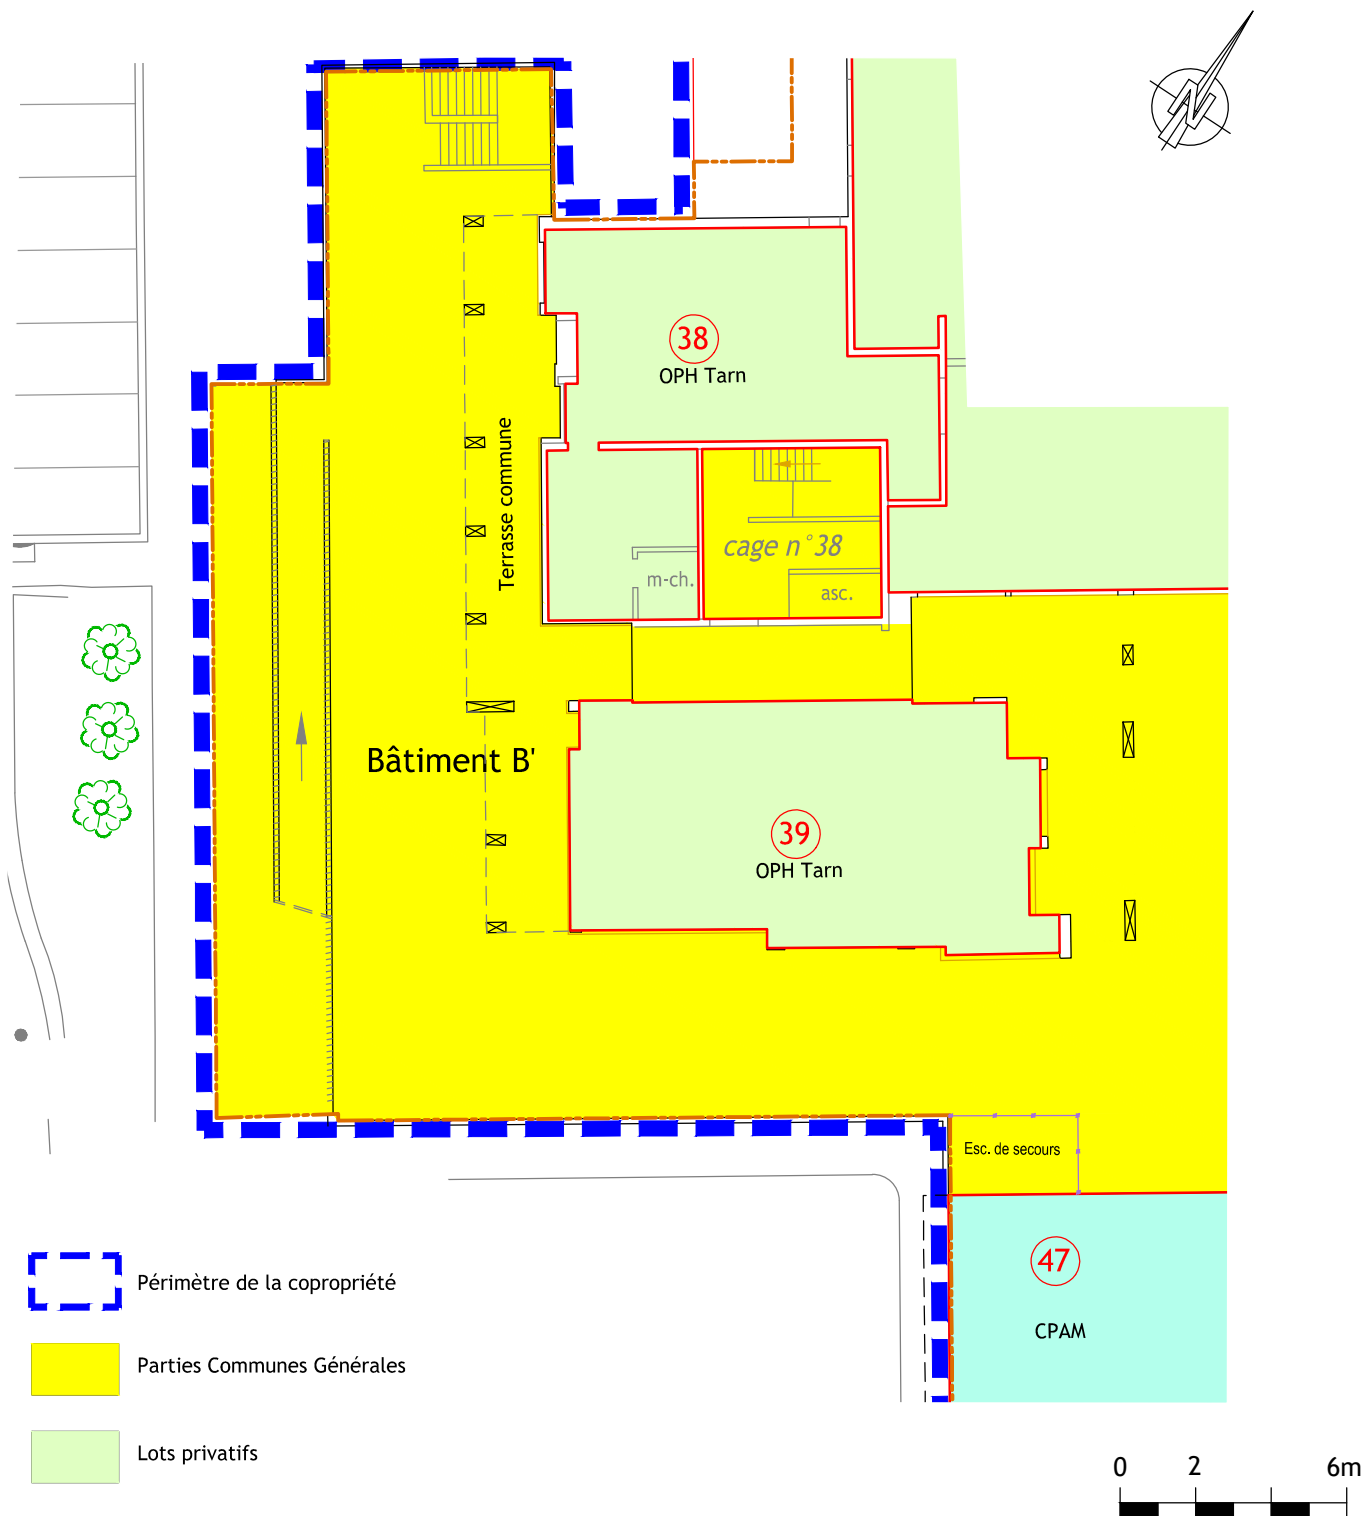 N
38
OPH Tarn
Terrasse commune
cage n°38
m-ch.
asc.
Bâtiment B'
39
OPH Tarn
Esc. de secours
47
CPAM
Périmètre de la copropriété
Parties Communes Générales
Lots privatifs
0 2 6m